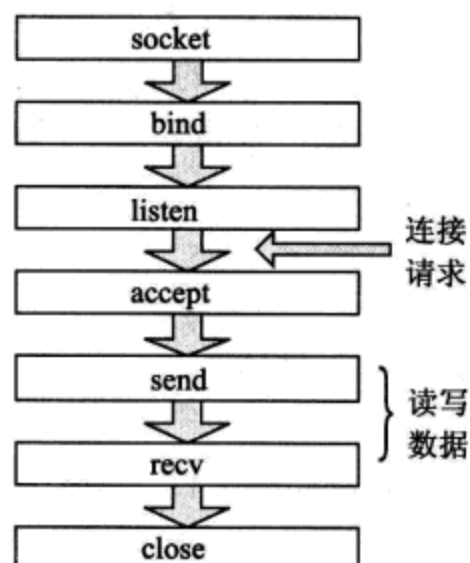 socket
bind
listen
连接
请求
accept
send
读写
数据
recv
close